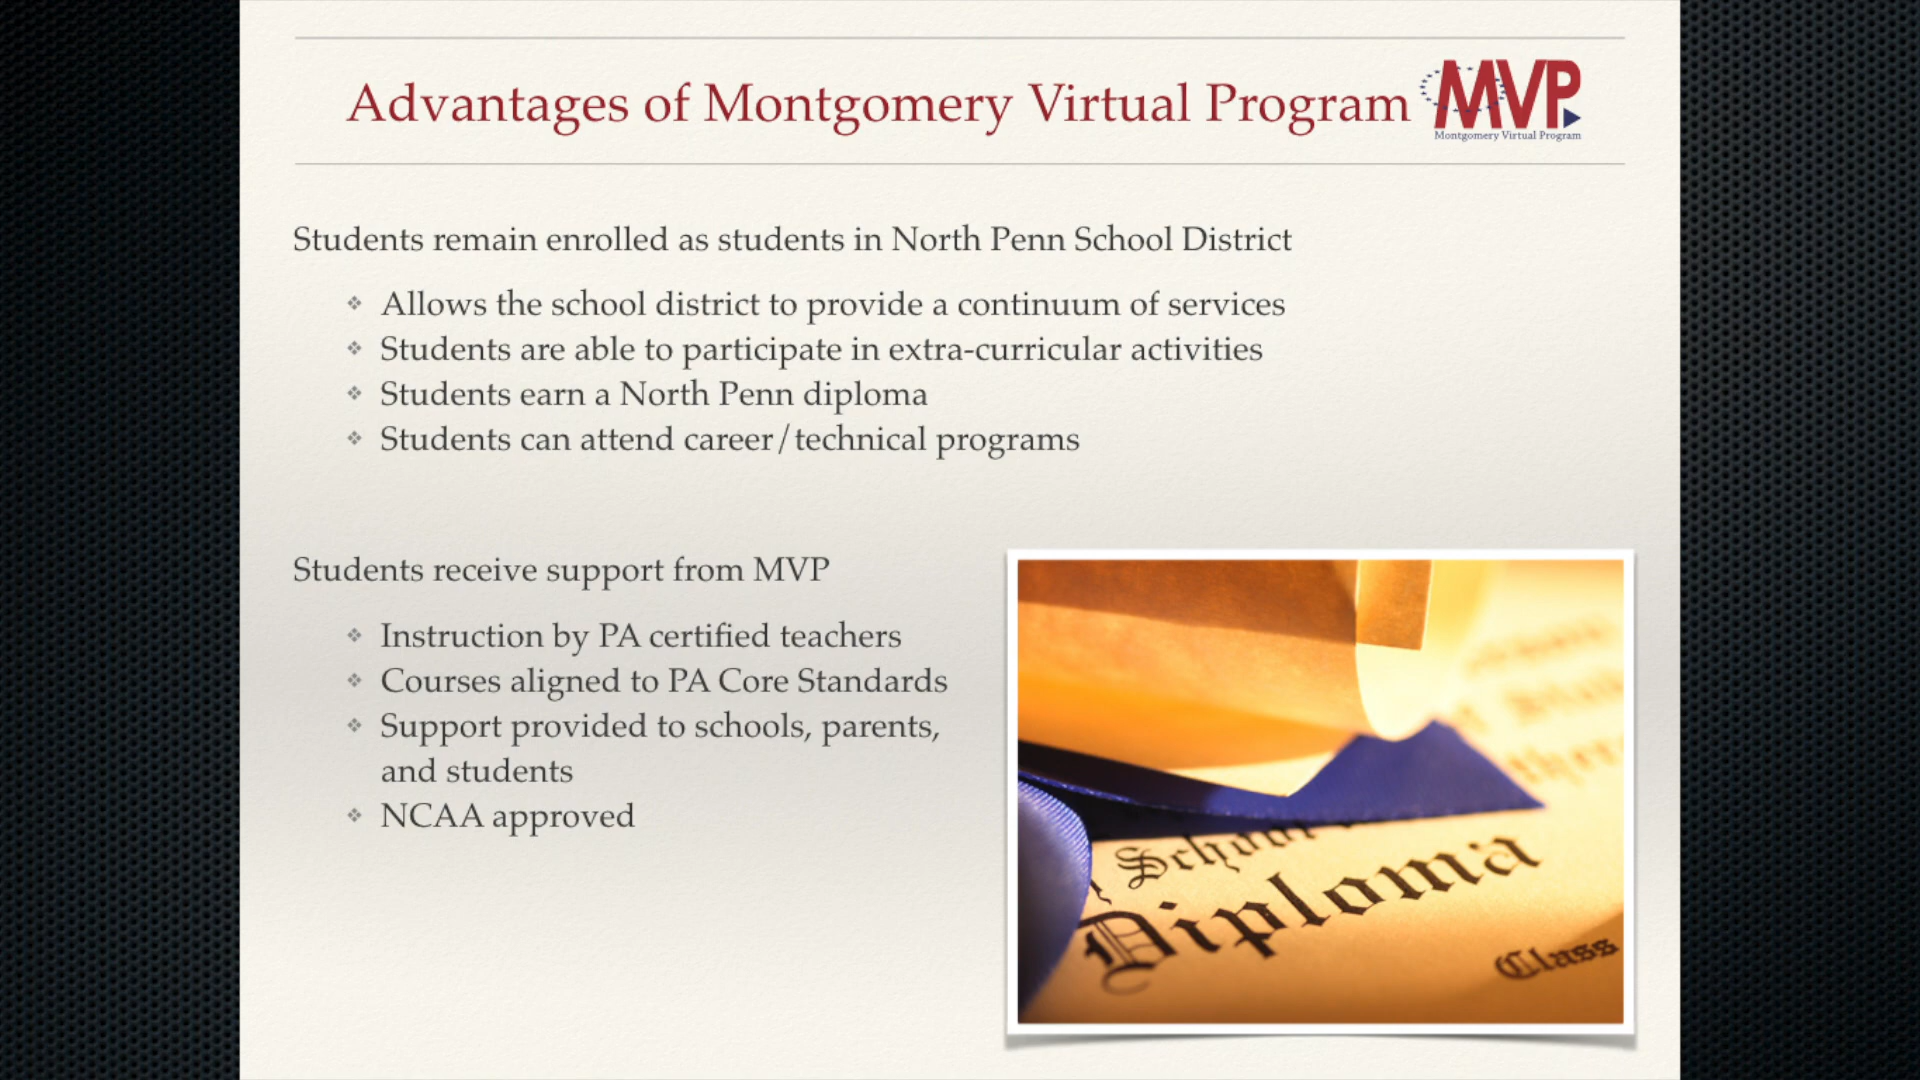 Advantages of Montgomery Virtual Program
MVP
Montgomery Virtual Program
Students remain enrolled as students in North Penn School District
❖ Allows the school district to provide a continuum of services
❖ Students are able to participate in extra-curricular activities
❖ Students earn a North Penn diploma
❖ Students can attend career/technical programs
Students receive support from MVP
❖ Instruction by PA certified teachers
❖ Courses aligned to PA Core Standards
❖ Support provided to schools, parents,
and students
❖ NCAA approved
School
Diploma
Class